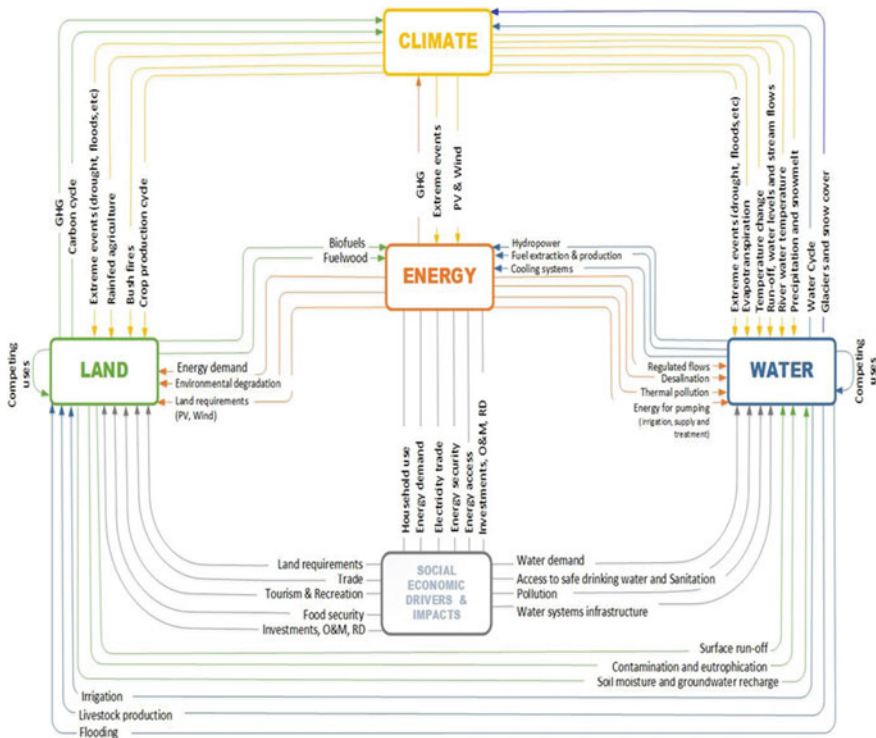 CLIMATE
GHG
Carbon cycle
Extreme events (drought, floods,etc)
Rainfed agriculture
Bush fires
Crop production cycle
GHG
Extreme events
PV & Wind
Extreme events (drought, floods,etc)
Evapotranspiration
Temperature change
Run-off, water levels and stream flows
River water temperature
Precipitation and snowmelt
Water Cycle
Glaciers and snow cover
Biofuels
Fuelwood
ENERGY
Hydropower
Fuel extraction & production
Cooling systems
Competing
uses
LAND
Energy demand
Environmental degradation
Land requirements
(PV, Wind)
Regulated flows
Desalination
Thermal pollution
Energy for pumping
(irrigation, supply and
treatment)
WATER
Competing
uses
Household use
Energy demand
Electricity trade
Energy security
Energy access
Investments, O&M, RD
Land requirements
Trade
Tourism & Recreation
Food security
Investments, O&M, RD
SOCIAL
ECONOMIC
DRIVERS &
IMPACTS
Water demand
Access to safe drinking water and Sanitation
Pollution
Water systems infrastructure
Surface run-off
Contamination and eutrophication
Soil moisture and groundwater recharge
Irrigation
Livestock production
Flooding